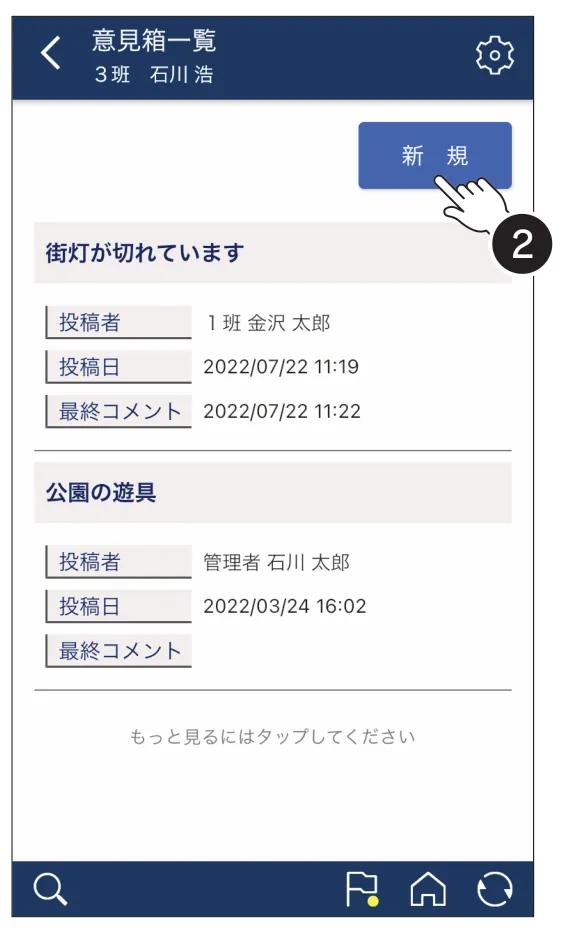 意見箱一覧
３班　石川 浩
新　規
2
街灯が切れています
投稿者 １班 金沢 太郎
投稿日 2022/07/22 11:19
最終コメント 2022/07/22 11:22
公園の遊具
投稿者 管理者 石川 太郎
投稿日 2022/03/24 16:02
最終コメント
もっと見るにはタップしてください